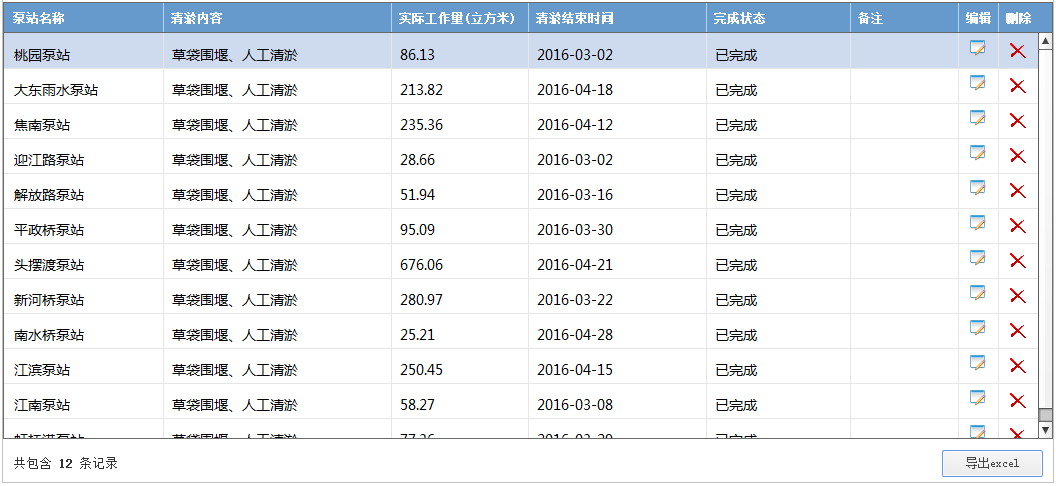 泵站名称 清淤内容 实际工作量(立方米) 清淤结束时间 完成状态 备注 编辑 删除
桃园泵站 草袋围堰、人工清淤 86.13 2016-03-02 已完成
大东雨水泵站 草袋围堰、人工清淤 213.82 2016-04-18 已完成
焦南泵站 草袋围堰、人工清淤 235.36 2016-04-12 已完成
迎江路泵站 草袋围堰、人工清淤 28.66 2016-03-02 已完成
解放路泵站 草袋围堰、人工清淤 51.94 2016-03-16 已完成
平政桥泵站 草袋围堰、人工清淤 95.09 2016-03-30 已完成
头摆渡泵站 草袋围堰、人工清淤 676.06 2016-04-21 已完成
新河桥泵站 草袋围堰、人工清淤 280.97 2016-03-22 已完成
南水桥泵站 草袋围堰、人工清淤 25.21 2016-04-28 已完成
江滨泵站 草袋围堰、人工清淤 250.45 2016-04-15 已完成
江南泵站 草袋围堰、人工清淤 58.27 2016-03-08 已完成
草袋围堰、人工清淤 已完成
共包含 12 条记录
导出excel